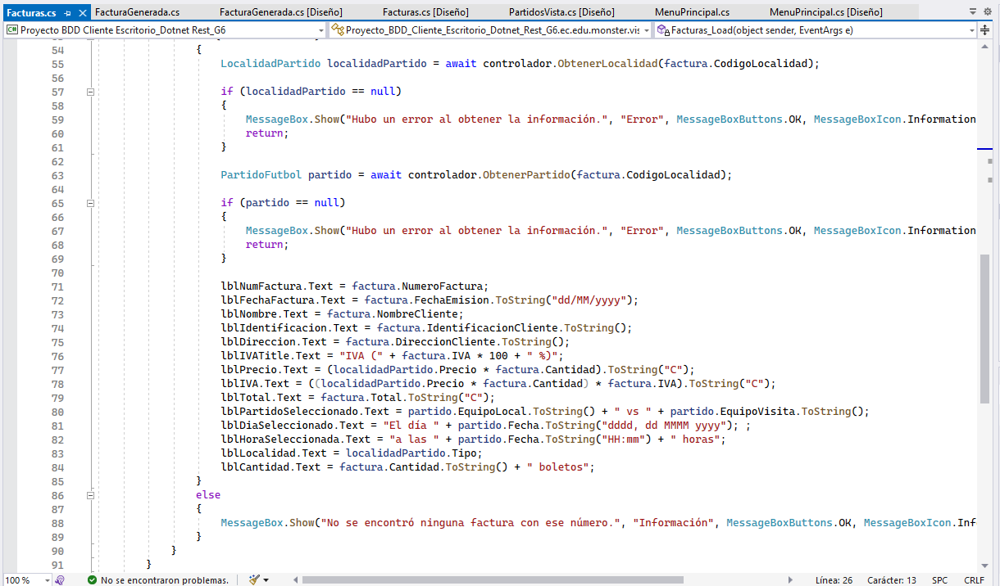 Facturas.cs FacturaGenerada.cs FacturaGenerada.cs [Diseño] Facturas.cs [Diseño] PartidosVista.cs [Diseño] MenuPrincipal.cs MenuPrincipal.cs [Diseño]
C# Proyecto BDD Cliente Escritorio_Dotnet Rest_G6 Proyecto_BDD_Cliente_Escritorio_Dotnet_Rest_G6.ec.edu.monster.vis Facturas_Load(object sender, EventArgs e)
54 {
55 LocalidadPartido localidadPartido = await controlador.ObtenerLocalidad(factura.CodigoLocalidad);
56
57 if (localidadPartido == null)
58 {
59 MessageBox.Show("Hubo un error al obtener la información.", "Error", MessageBoxButtons.OK, MessageBoxIcon.Information
60 return;
61 }
62
63 PartidoFutbol partido = await controlador.ObtenerPartido(factura.CodigoLocalidad);
64
65 if (partido == null)
66 {
67 MessageBox.Show("Hubo un error al obtener la información.", "Error", MessageBoxButtons.OK, MessageBoxIcon.Information
68 return;
69 }
70
71 lblNumFactura.Text = factura.NumeroFactura;
72 lblFechaFactura.Text = factura.FechaEmision.ToString("dd/MM/yyyy");
73 lblNombre.Text = factura.NombreCliente;
74 lblIdentificacion.Text = factura.IdentificacionCliente.ToString();
75 lblDireccion.Text = factura.DireccionCliente.ToString();
76 lblIVATitle.Text = "IVA (" + factura.IVA * 100 + " %)";
77 lblPrecio.Text = (localidadPartido.Precio * factura.Cantidad).ToString("C");
78 lblIVA.Text = ((localidadPartido.Precio * factura.Cantidad) * factura.IVA).ToString("C");
79 lblTotal.Text = factura.Total.ToString("C");
80 lblPartidoSeleccionado.Text = partido.EquipoLocal.ToString() + " vs " + partido.EquipoVisita.ToString();
81 lblDiaSeleccionado.Text = "El día " + partido.Fecha.ToString("dddd, dd MMMM yyyy"); ;
82 lblHoraSeleccionada.Text = "a las " + partido.Fecha.ToString("HH:mm") + " horas";
83 lblLocalidad.Text = localidadPartido.Tipo;
84 lblCantidad.Text = factura.Cantidad.ToString() + " boletos";
85 }
86 else
87 {
88 MessageBox.Show("No se encontró ninguna factura con ese número.", "Información", MessageBoxButtons.OK, MessageBoxIcon.Inf
89 }
90 }
91 }
100 % No se encontraron problemas. Línea: 26 Carácter: 13 SPC CRLF